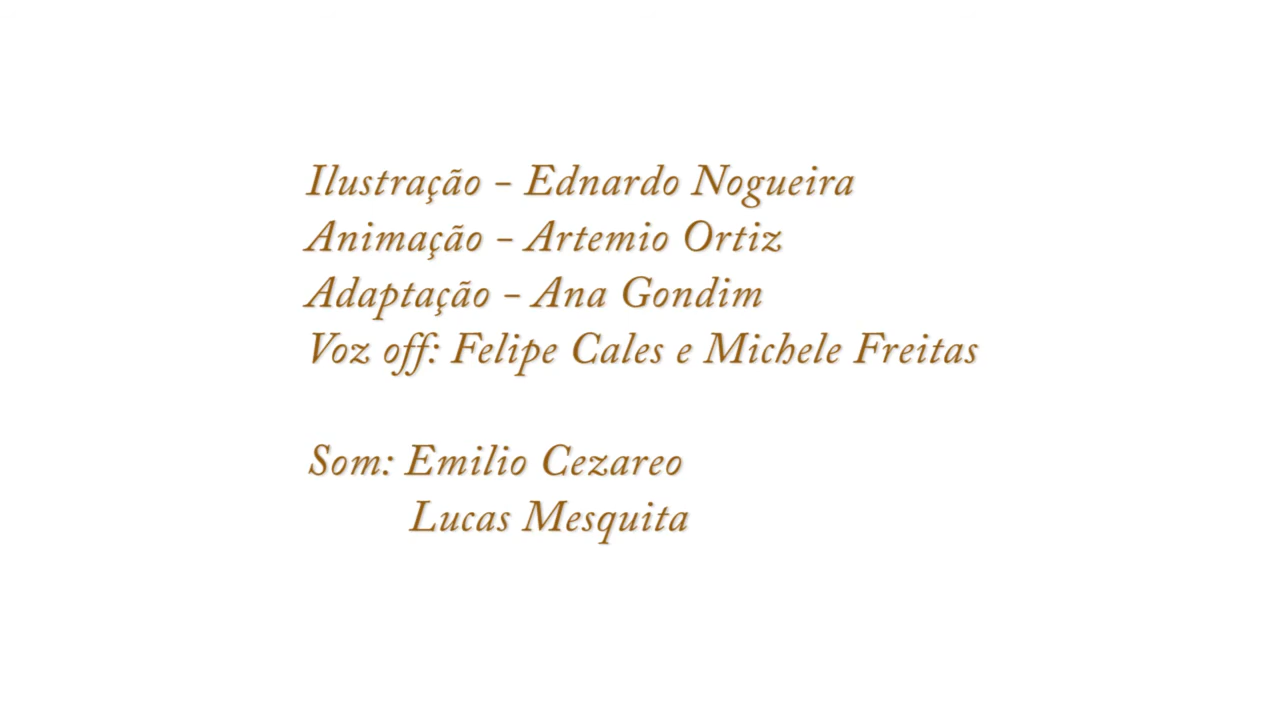 Ilustração - Ednardo Nogueira
Animação - Artemio Ortiz
Adaptação - Ana Gondim
Voz off: Felipe Cales e Michele Freitas
Som: Emilio Cezareo
Lucas Mesquita